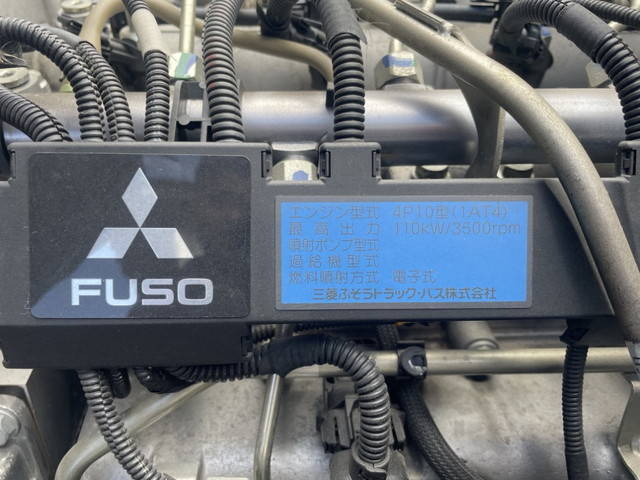 FUSO
エンジン型式 4P10型(1AT4)
最高出力 110kW/3500rpm
噴射ポンプ型式
過給機型式
燃料噴射方式 電子式
三菱ふそうトラック・バス株式会社